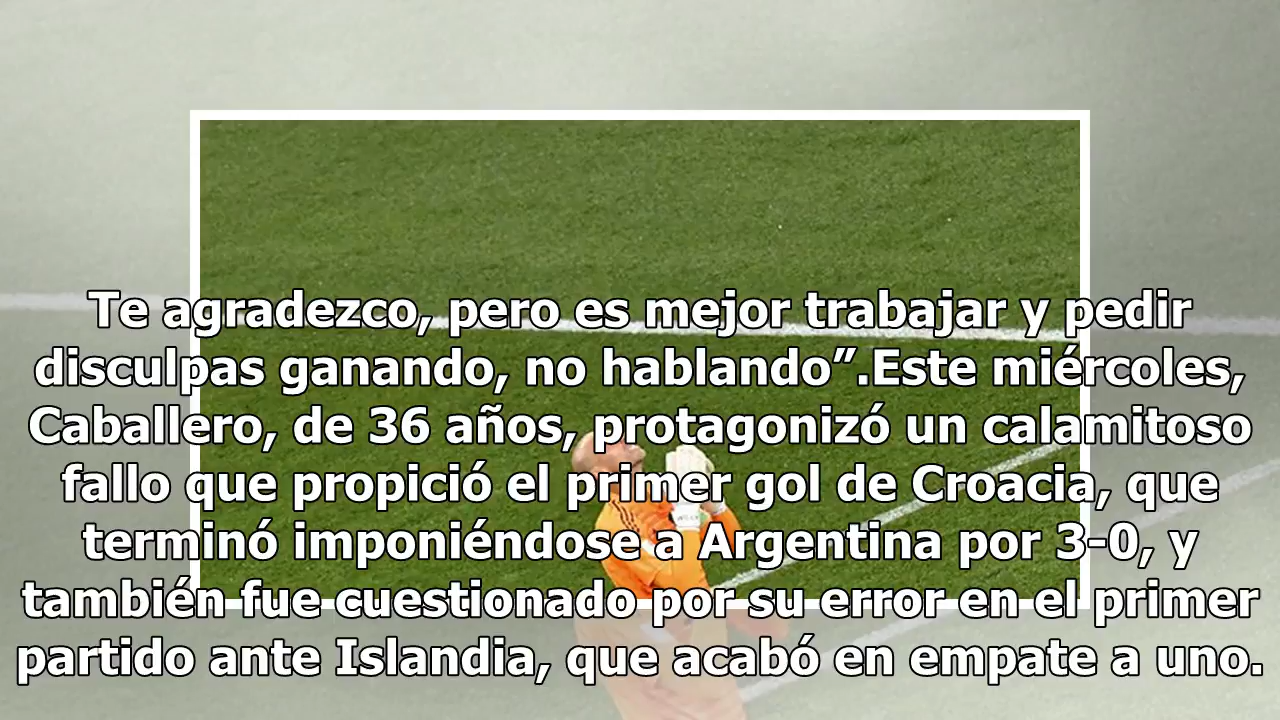 Te agradezco, pero es mejor trabajar y pedir
disculpas ganando, no hablando”.Este miércoles,
Caballero, de 36 años, protagonizó un calamitoso
fallo que propició el primer gol de Croacia, que
terminó imponiéndose a Argentina por 3-0, y
también fue cuestionado por su error en el primer
partido ante Islandia, que acabó en empate a uno.